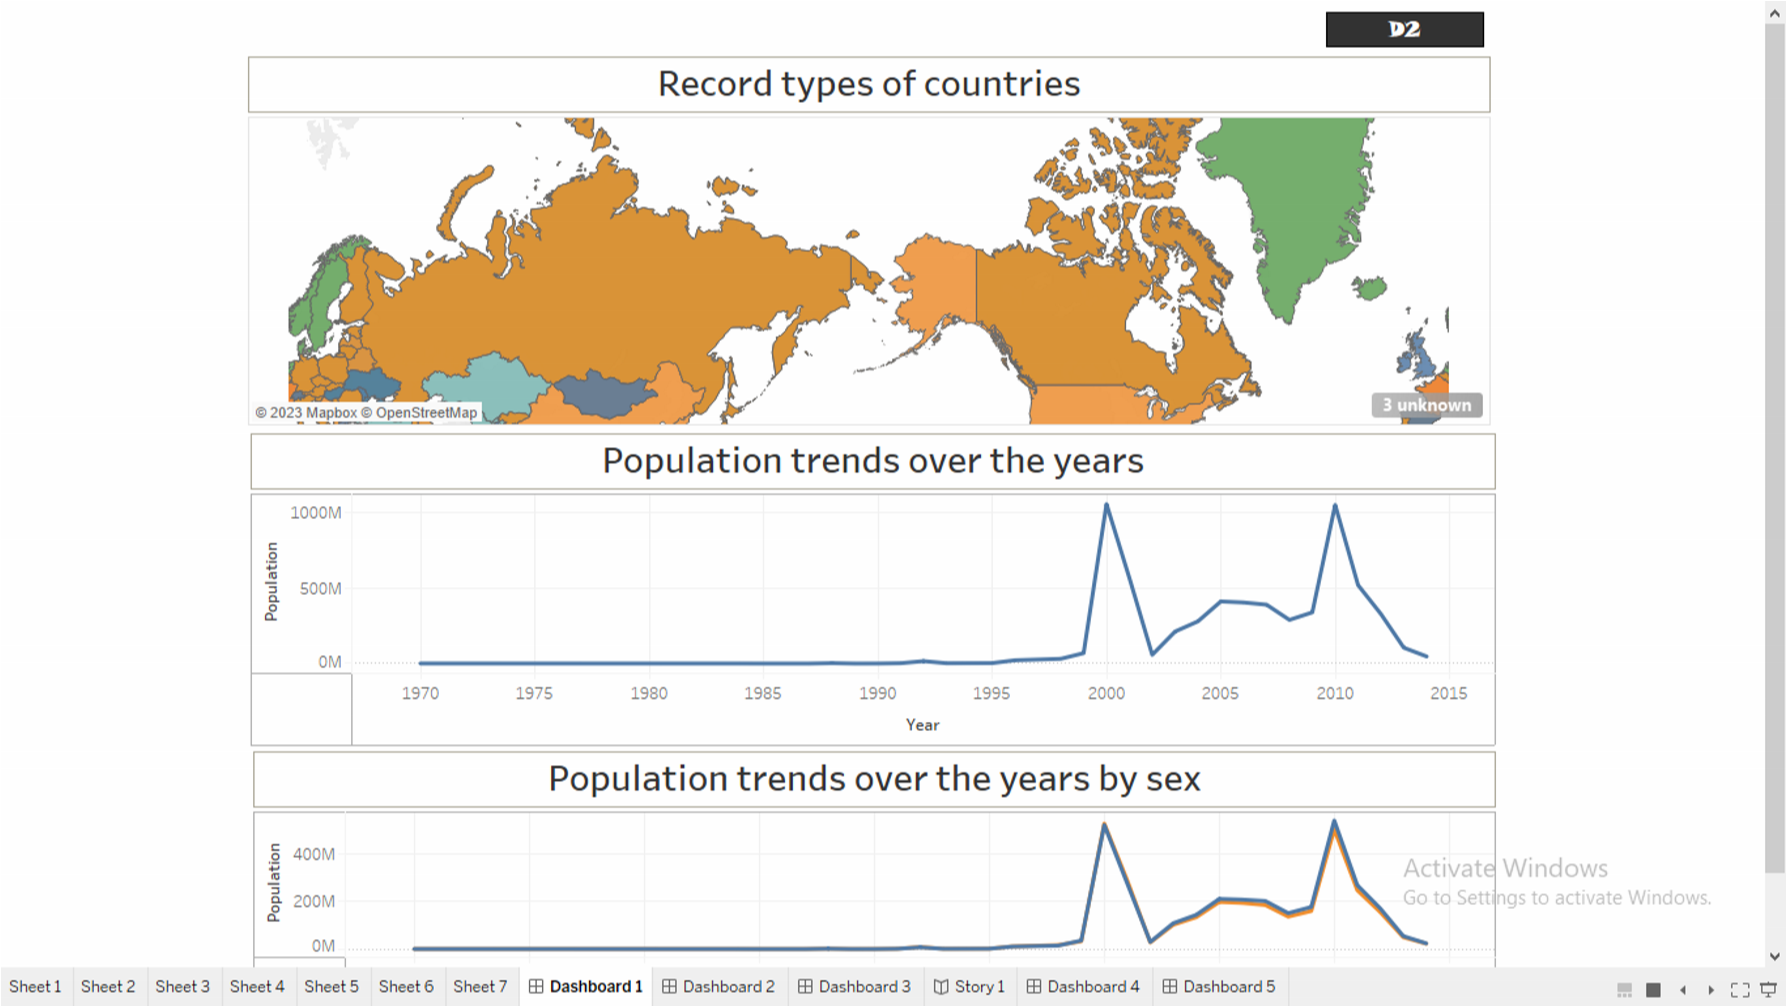 D2
Record types of countries
© 2023 Mapbox © OpenStreetMap
3 unknown
Population trends over the years
1000M
500M
0M
Population
1970 1975 1980 1985 1990 1995 2000 2005 2010 2015
Year
Population trends over the years by sex
400M
200M
0M
Population
Activate Windows
Go to Settings to activate Windows.
Sheet 1 Sheet 2 Sheet 3 Sheet 4 Sheet 5 Sheet 6 Sheet 7 Dashboard 1 Dashboard 2 Dashboard 3 Story 1 Dashboard 4 Dashboard 5